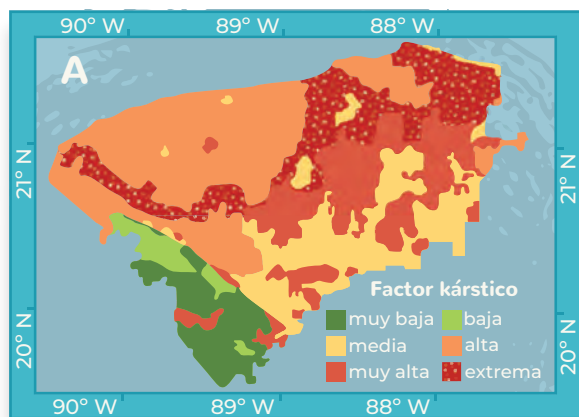 90° W 89° W 88° W
A
21° N
21° N
20° N
20° N
Factor kárstico
muy baja baja
media alta
muy alta extrema
90° W 89° W 88° W